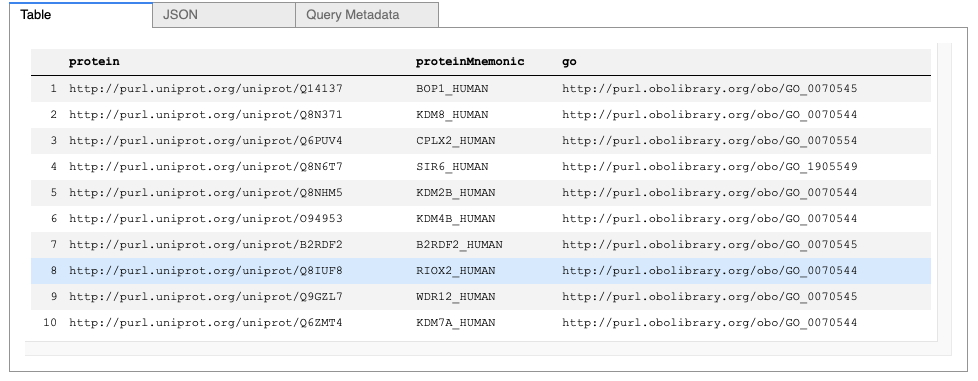 Table JSON Query Metadata
protein proteinMnemonic go
1 http://purl.uniprot.org/uniprot/Q14137 BOP1_HUMAN http://purl.obolibrary.org/obo/GO_0070545
2 http://purl.uniprot.org/uniprot/Q8N371 KDM8_HUMAN http://purl.obolibrary.org/obo/GO_0070544
3 http://purl.uniprot.org/uniprot/Q6PUV4 CPLX2_HUMAN http://purl.obolibrary.org/obo/GO_0070554
4 http://purl.uniprot.org/uniprot/Q8N6T7 SIR6_HUMAN http://purl.obolibrary.org/obo/GO_1905549
5 http://purl.uniprot.org/uniprot/Q8NHM5 KDM2B_HUMAN http://purl.obolibrary.org/obo/GO_0070544
6 http://purl.uniprot.org/uniprot/O94953 KDM4B_HUMAN http://purl.obolibrary.org/obo/GO_0070544
7 http://purl.uniprot.org/uniprot/B2RDF2 B2RDF2_HUMAN http://purl.obolibrary.org/obo/GO_0070545
8 http://purl.uniprot.org/uniprot/Q8IUF8 RIOX2_HUMAN http://purl.obolibrary.org/obo/GO_0070544
9 http://purl.uniprot.org/uniprot/Q9GZL7 WDR12_HUMAN http://purl.obolibrary.org/obo/GO_0070545
10 http://purl.uniprot.org/uniprot/Q6ZMT4 KDM7A_HUMAN http://purl.obolibrary.org/obo/GO_0070544